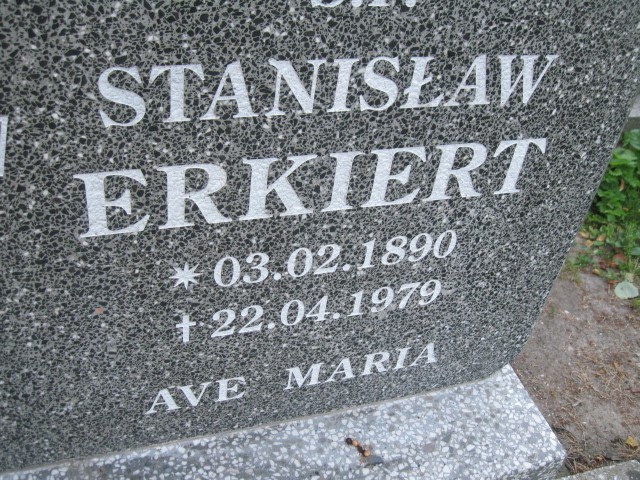 STANISŁAW
ERKIERT
* 03.02.1890
† 22.04.1979
AVE MARIA